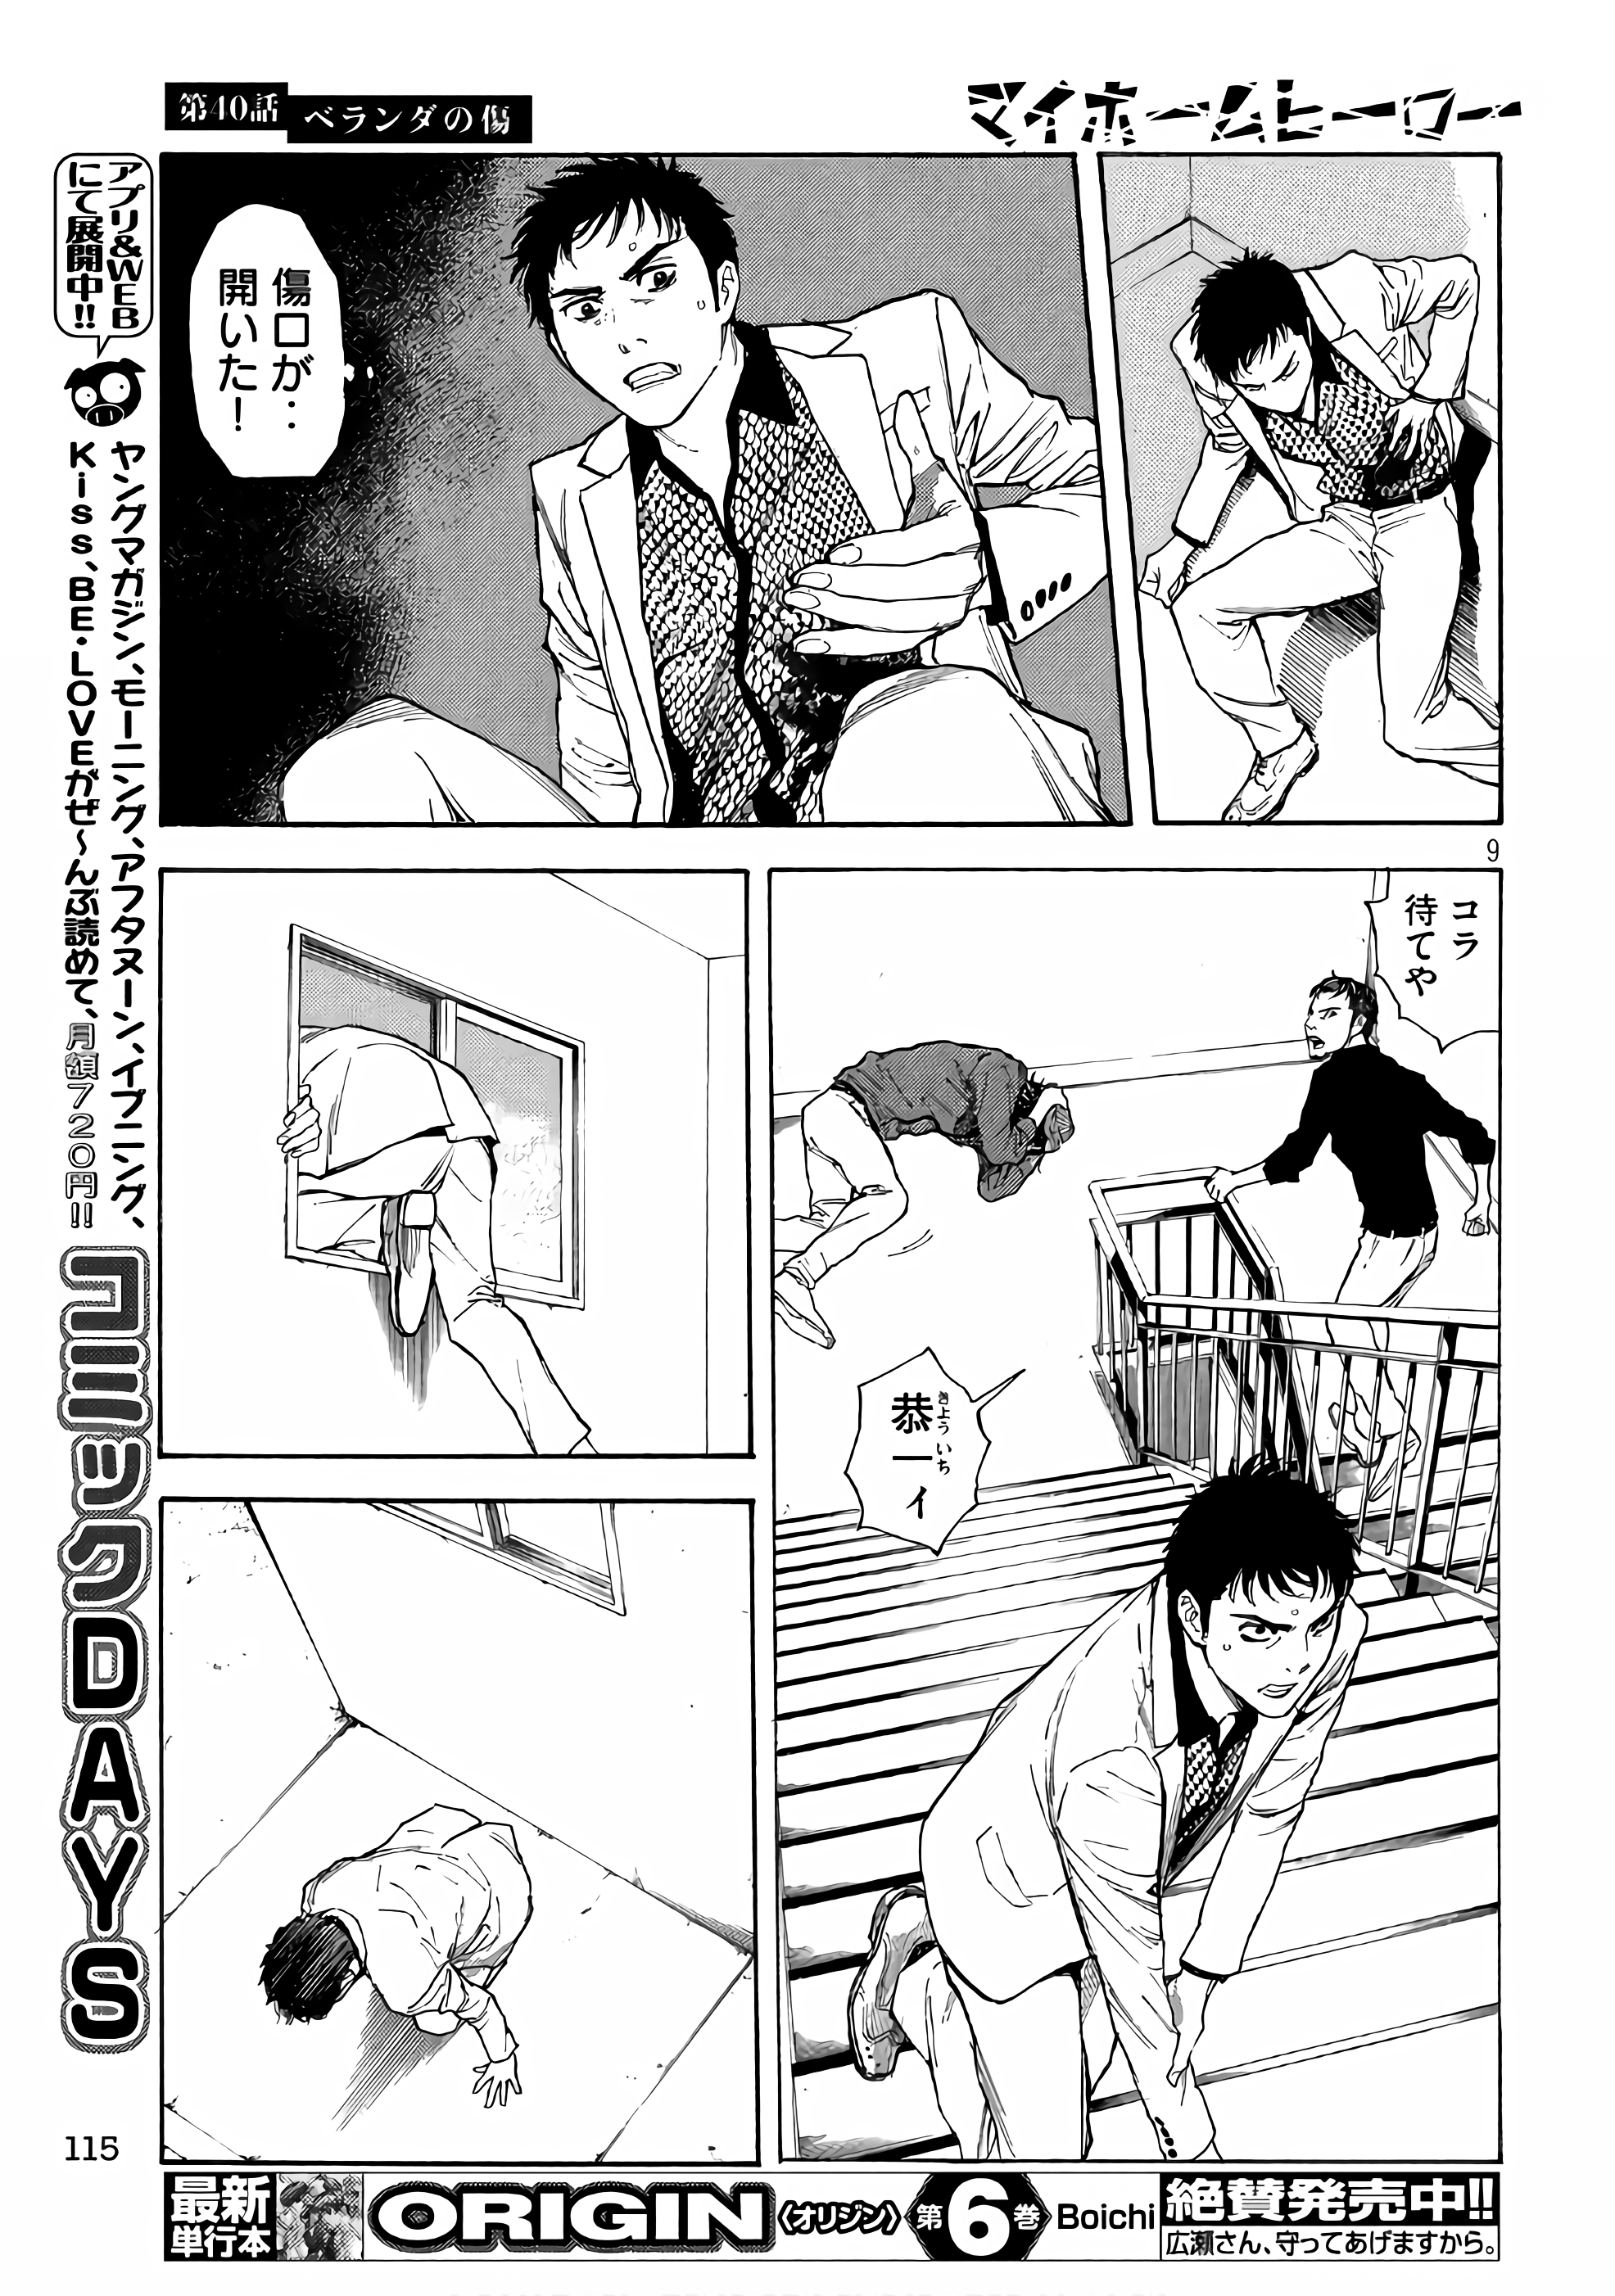 第40話
ベランダの傷
マイホームヒーロー
傷口が‥
開いた！
9
コラ
待てや
恭一イ
きょういち
アプリ&WEB
にて展開中!!
ヤングマガジン、モーニング、アフタヌーン、イブニング、
Kiss、BE・LOVEがぜ〜んぶ読めて、月額720円!!
コミックDAYS
115
最新
単行本
ORIGIN
〈オリジン〉
第6巻
Boichi
絶賛発売中!!
広瀬さん、守ってあげますから。